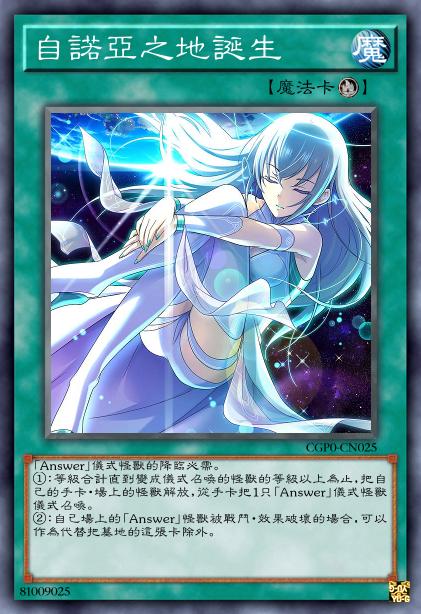 自諾亞之地誕生
魔
【魔法卡】
CGP0-CN025
「Answer」儀式怪獸的降臨必需。
①：等級合計直到變成儀式召喚的怪獸的等級以上為止，把自
己的手卡・場上的怪獸解放，從手卡把1只「Answer」儀式怪獸
儀式召喚。
②：自己場上的「Answer」怪獸被戰鬥・效果破壞的場合，可以
作為代替把墓地的這張卡除外。
81009025